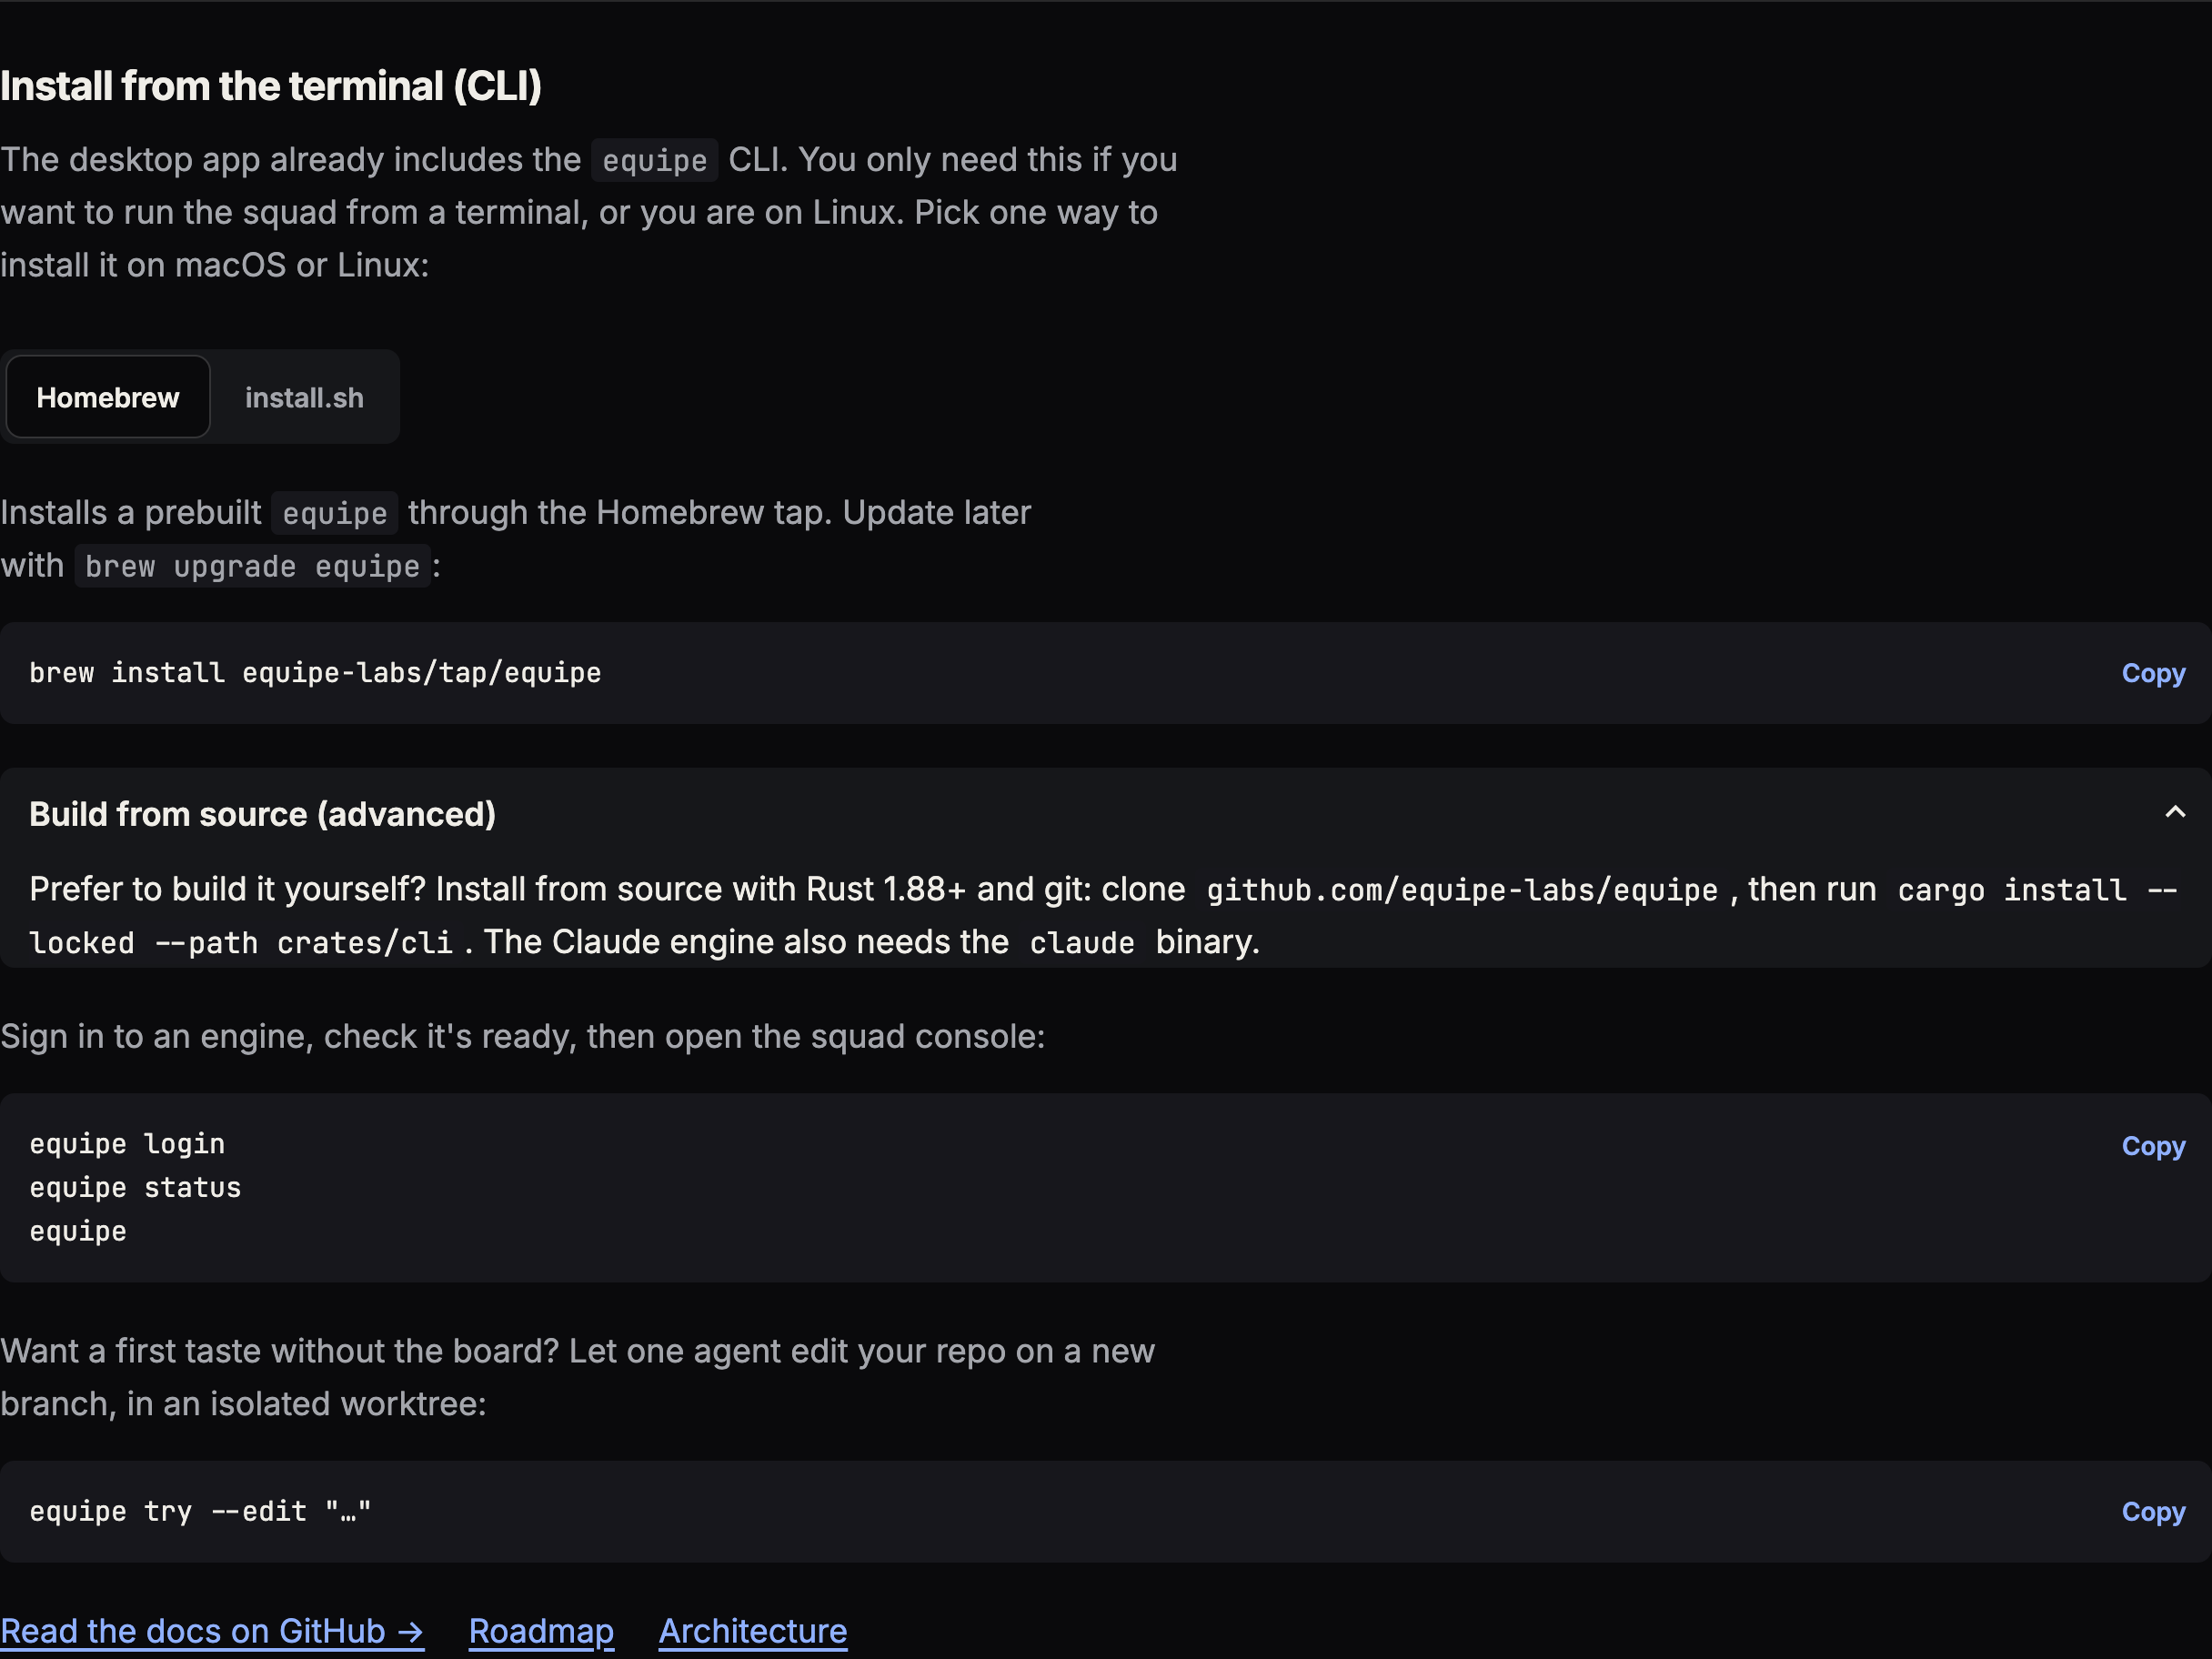 Install from the terminal (CLI)
The desktop app already includes the equipe CLI. You only need this if you
want to run the squad from a terminal, or you are on Linux. Pick one way to
install it on macOS or Linux:
Homebrew install.sh
Installs a prebuilt equipe through the Homebrew tap. Update later
with brew upgrade equipe:
brew install equipe-labs/tap/equipe Copy
Build from source (advanced)
Prefer to build it yourself? Install from source with Rust 1.88+ and git: clone github.com/equipe-labs/equipe, then run cargo install --
locked --path crates/cli. The Claude engine also needs the claude binary.
Sign in to an engine, check it's ready, then open the squad console:
equipe login Copy
equipe status
equipe
Want a first taste without the board? Let one agent edit your repo on a new
branch, in an isolated worktree:
equipe try --edit "…" Copy
Read the docs on GitHub → Roadmap Architecture